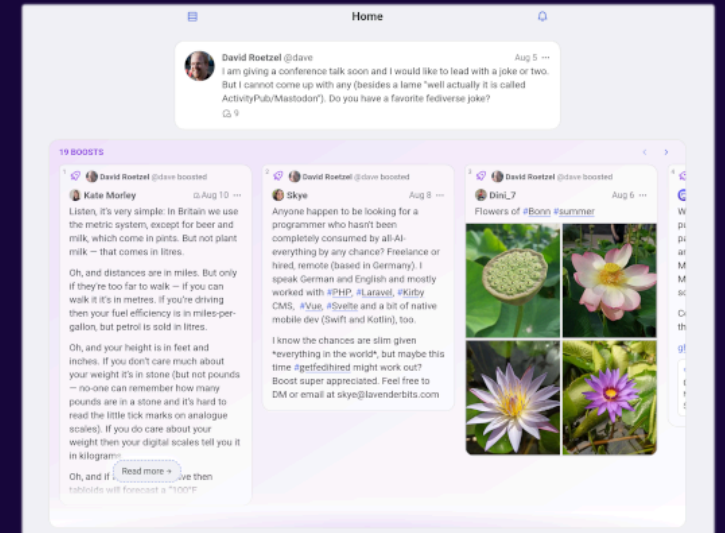 Home
David Roetzel @dave Aug 5 ···
I am giving a conference talk soon and I would like to lead with a joke or two.
But I cannot come up with any (besides a lame "well actually it is called
ActivityPub/Mastodon"). Do you have a favorite fediverse joke?
9
19 BOOSTS
1
David Roetzel @dave boosted
Kate Morley Aug 10 ···
Listen, it's very simple: In Britain we use
the metric system, except for beer and
milk, which come in pints. But not plant
milk — that comes in litres.
Oh, and distances are in miles. But only
if they're too far to walk — if you can
walk it it's in metres. If you're driving
then your fuel efficiency is in miles-per-
gallon, but petrol is sold in litres.
Oh, and your height is in feet and
inches. If you don't care much about
your weight it's in stone (but not pounds
— no-one can remember how many
pounds are in a stone and it's hard to
read the little tick marks on analogue
scales). If you do care about your
weight then your digital scales tell you it
in kilograms
Oh, and if
ve then
tabloids will forecast a "100°F
Read more →
2
David Roetzel @dave boosted
Skye Aug 8 ···
Anyone happen to be looking for a
programmer who hasn't been
completely consumed by all-AI-
everything by any chance? Freelance or
hired, remote (based in Germany). I
speak German and English and mostly
worked with #PHP, #Laravel, #Kirby
CMS, #Vue, #Svelte and a bit of native
mobile dev (Swift and Kotlin), too.
I know the chances are slim given
*everything in the world*, but maybe this
time #getfedihired might work out?
Boost super appreciated. Feel free to
DM or email at skye@lavenderbits.com
3
David Roetzel @dave boosted
Dini_7 Aug 6 ···
Flowers of #Bonn #summer
4